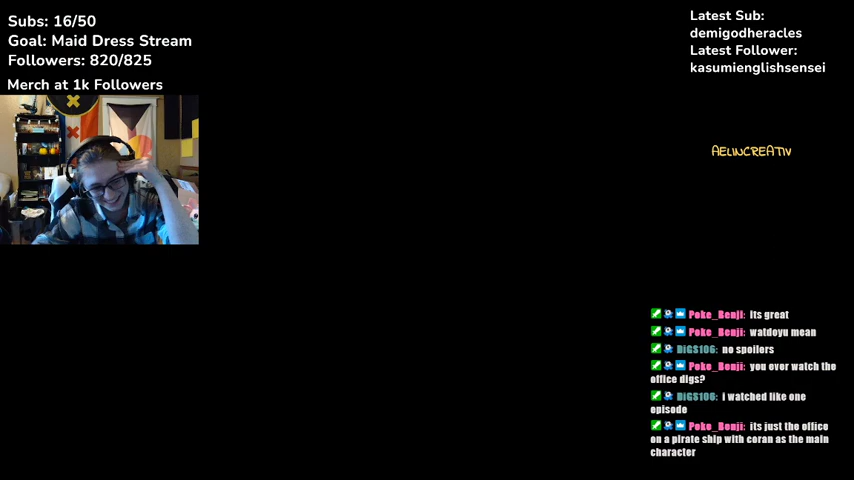 Subs: 16/50
Goal: Maid Dress Stream
Followers: 820/825
Merch at 1k Followers
Latest Sub:
demigodheracles
Latest Follower:
kasumienglishsensei
AELINCREATIV
Poke_Benji: its great
Poke_Benji: watdoyu mean
DiGS106: no spoilers
Poke_Benji: you ever watch the
office digs?
DiGS106: i watched like one
episode
Poke_Benji: its just the office
on a pirate ship with coran as the main
character